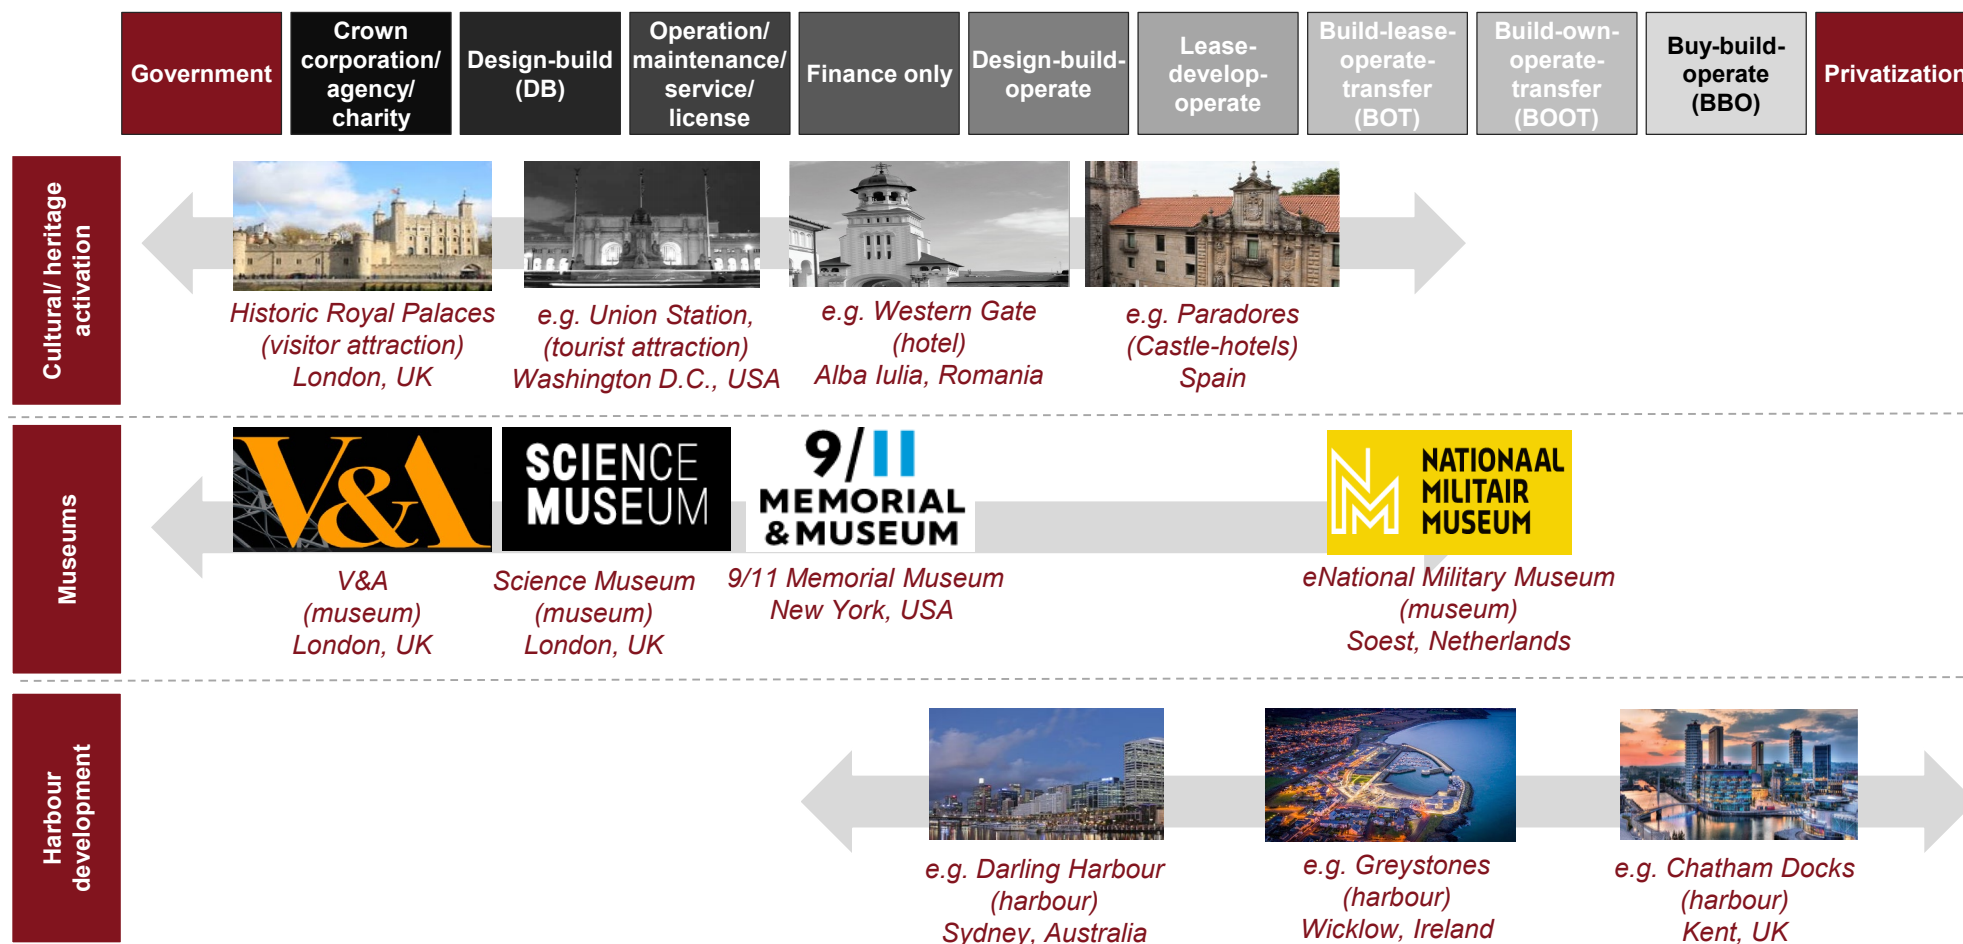 Government
Crown
corporation/
agency/
charity
Design-build
(DB)
Operation/
maintenance/
service/
license
Finance only
Design-build-
operate
Lease-
develop-
operate
Build-lease-
operate-
transfer
(BOT)
Build-own-
operate-
transfer
(BOOT)
Buy-build-
operate
(BBO)
Privatization
Cultural/ heritage
activation
Historic Royal Palaces
(visitor attraction)
London, UK
e.g. Union Station,
(tourist attraction)
Washington D.C., USA
e.g. Western Gate
(hotel)
Alba Iulia, Romania
e.g. Paradores
(Castle-hotels)
Spain
Museums
V&A
V&A
(museum)
London, UK
SCIENCE
MUSEUM
Science Museum
(museum)
London, UK
9/11
MEMORIAL
& MUSEUM
9/11 Memorial Museum
New York, USA
NM
NATIONAAL
MILITAIR
MUSEUM
eNational Military Museum
(museum)
Soest, Netherlands
Harbour
development
e.g. Darling Harbour
(harbour)
Sydney, Australia
e.g. Greystones
(harbour)
Wicklow, Ireland
e.g. Chatham Docks
(harbour)
Kent, UK